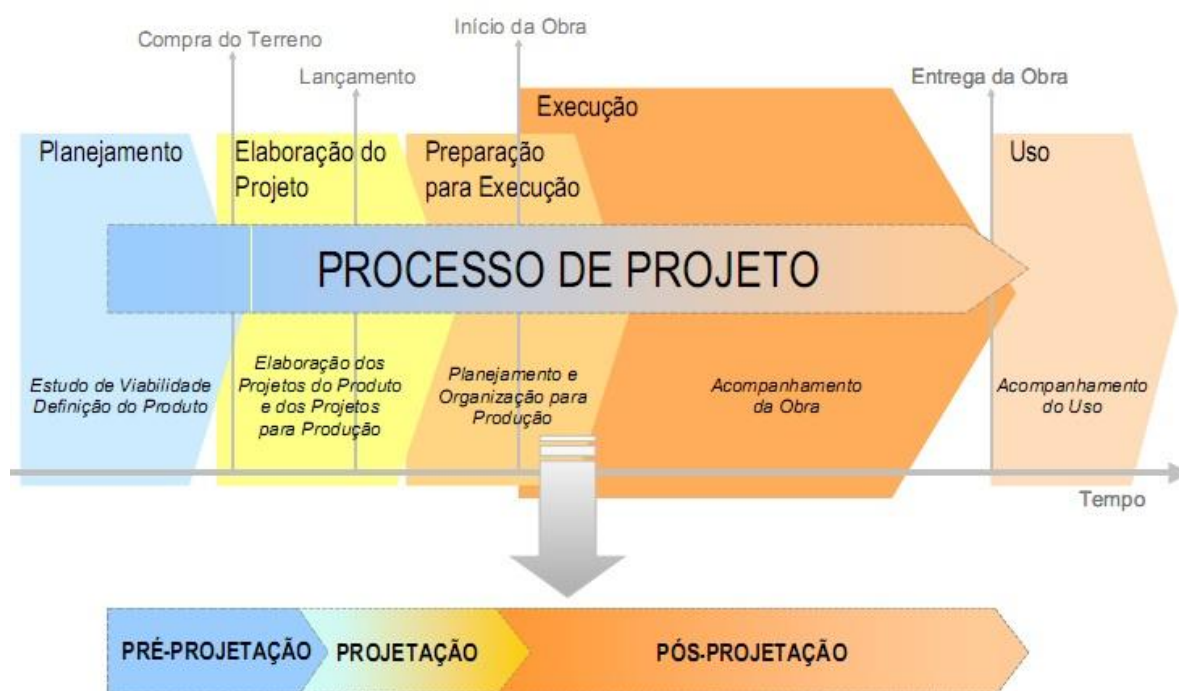 Compra do Terreno
Lançamento
Início da Obra
Entrega da Obra
Planejamento
Elaboração do
Projeto
Preparação
para Execução
Execução
Uso
PROCESSO DE PROJETO
Estudo de Viabilidade
Definição do Produto
Elaboração dos
Projetos do Produto
e dos Projetos
para Produção
Planejamento e
Organização para
Produção
Acompanhamento
da Obra
Acompanhamento
do Uso
Tempo
PRÉ-PROJETAÇÃO
PROJETAÇÃO
PÓS-PROJETAÇÃO